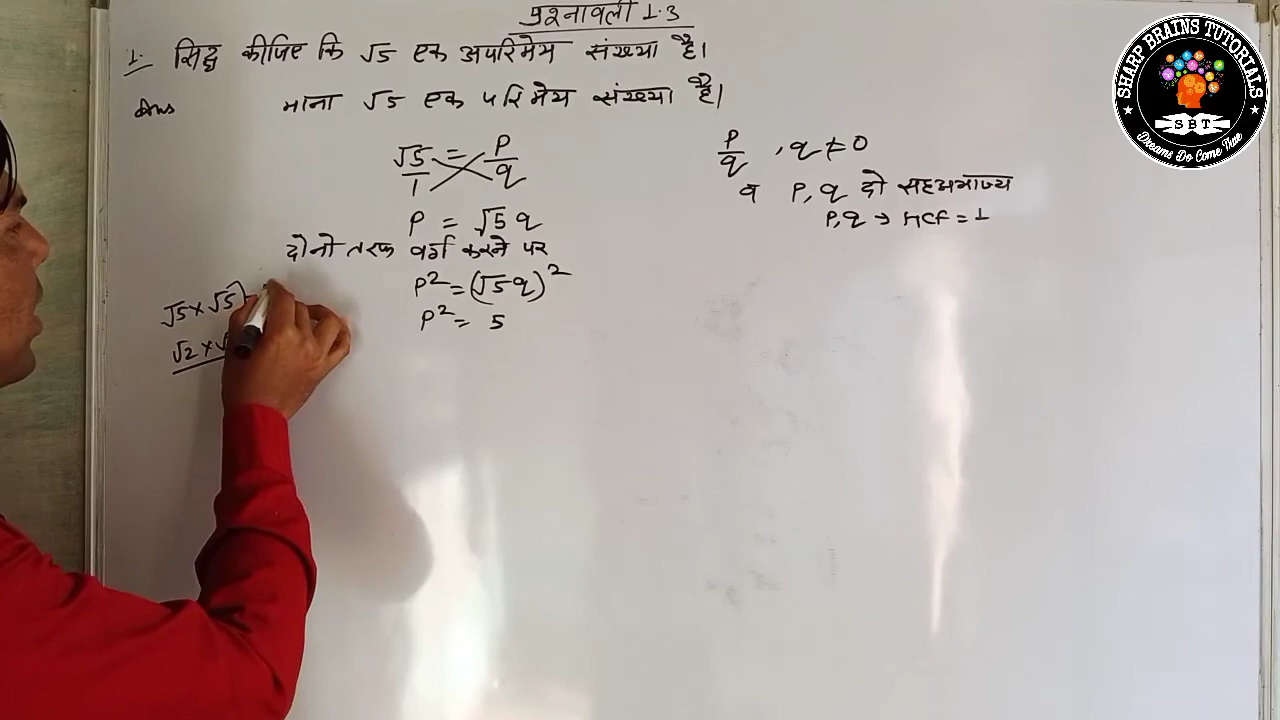 प्रश्नावली 1.3
1. सिद्ध कीजिए कि √5 एक अपरिमेय संख्या है।
Ans माना √5 एक परिमेय संख्या है।
√5/1 = P/q
P/q , q ≠ 0
व P, q दो सहअभाज्य
P = √5 q
P,q → HCF = 1
दोनो तरफ वर्ग करने पर
P² = (√5 q)²
√5 × √5
P² = 5
√2 × √
SHARP BRAINS TUTORIALS
SBT
Dreams Do Come True